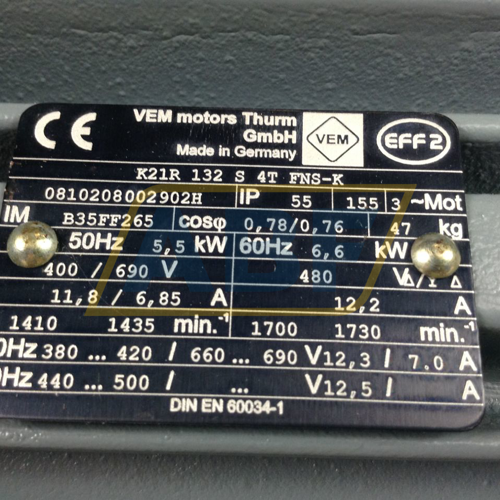 CE
VEM motors Thurm
GmbH
Made in Germany
VEM
EFF2
K21R 132 S 4T FNS-K
0810208002902H IP 55 155 3 ~Mot
IM B35FF265 cosφ 0,78/0,76 47 kg
50Hz 5,5 kW 60Hz 6,6 kW
400 / 690 V 480 VΔ/Y Δ
11,8 / 6,85 A 12,2 A
1410 1435 min.-1 1700 1730 min.-1
0Hz 380 ... 420 / 660 ... 690 V 12,3 / 7.0 A
0Hz 440 ... 500 / ... V 12,5 / A
DIN EN 60034-1